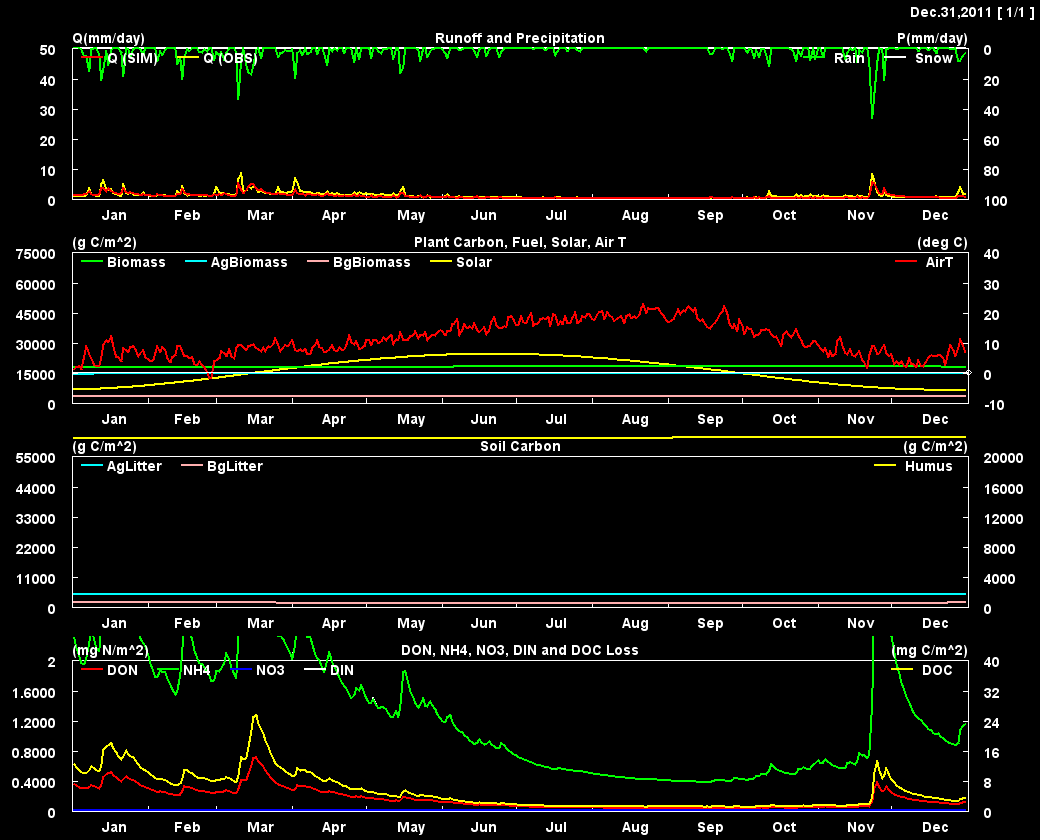 Dec.31,2011 [ 1/1 ]
Q(mm/day) Runoff and Precipitation P(mm/day)
50 0
Q (SIM) Q (OBS) Rain Snow
40 20
30 40
20 60
10 80
0 100
Jan Feb Mar Apr May Jun Jul Aug Sep Oct Nov Dec
(g C/m^2) Plant Carbon, Fuel, Solar, Air T (deg C)
75000 40
Biomass AgBiomass BgBiomass Solar AirT
60000 30
45000 20
30000 10
15000 0
0 -10
Jan Feb Mar Apr May Jun Jul Aug Sep Oct Nov Dec
(g C/m^2) Soil Carbon (g C/m^2)
55000 20000
AgLitter BgLitter Humus
44000 16000
33000 12000
22000 8000
11000 4000
0 0
Jan Feb Mar Apr May Jun Jul Aug Sep Oct Nov Dec
(mg N/m^2) DON, NH4, NO3, DIN and DOC Loss (mg C/m^2)
2 40
DON NH4 NO3 DIN DOC
1.6000 32
1.2000 24
0.8000 16
0.4000 8
0 0
Jan Feb Mar Apr May Jun Jul Aug Sep Oct Nov Dec